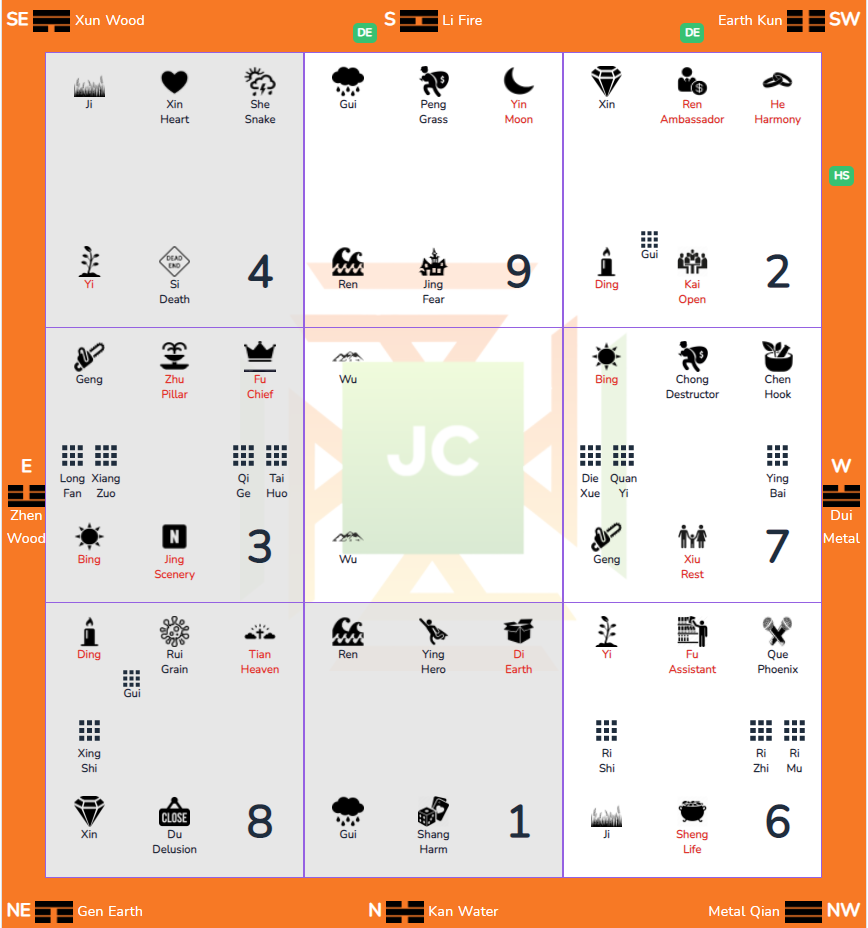 SE Xun Wood
S Li Fire
Earth Kun SW
DE
DE
Ji
Xin
Heart
She
Snake
DEAD
END
Yi
Si
Death
4
Gui
Peng
Grass
Yin
Moon
Ren
Jing
Fear
9
Xin
Ren
Ambassador
He
Harmony
Gui
Ding
Kai
Open
2
HS
E
Zhen
Wood
Geng
Zhu
Pillar
Fu
Chief
Long
Fan
Xiang
Zuo
Qi
Ge
Tai
Huo
Bing
N
Jing
Scenery
3
Wu
JC
Wu
Bing
Chong
Destructor
Chen
Hook
Die
Xue
Quan
Yi
Ying
Bai
Geng
Xiu
Rest
7
W
Dui
Metal
Ding
Rui
Grain
Tian
Heaven
Gui
Xing
Shi
Xin
CLOSE
Du
Delusion
8
Ren
Ying
Hero
Di
Earth
Gui
Shang
Harm
1
Yi
Fu
Assistant
Que
Phoenix
Ri
Shi
Ri
Zhi
Ri
Mu
Ji
Sheng
Life
6
NE Gen Earth
N Kan Water
Metal Qian NW